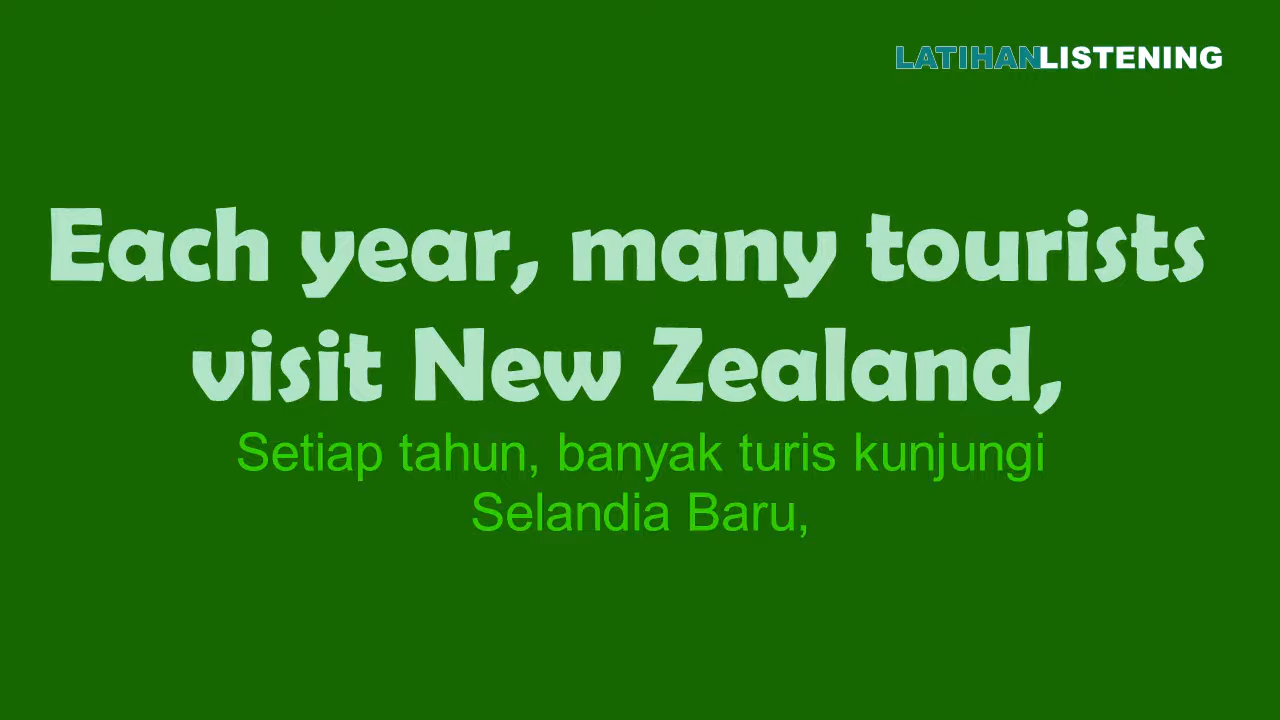 LATIHANLISTENING
Each year, many tourists
visit New Zealand,
Setiap tahun, banyak turis kunjungi
Selandia Baru,